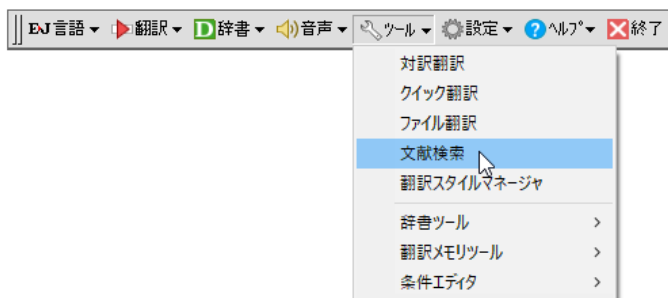 EJ言語▼ 翻訳▼ D辞書▼ 音声▼ ツール▼ 設定▼ ?ヘルプ▼ 終了
対訳翻訳
クイック翻訳
ファイル翻訳
文献検索
翻訳スタイルマネージャ
辞書ツール >
翻訳メモリツール >
条件エディタ >